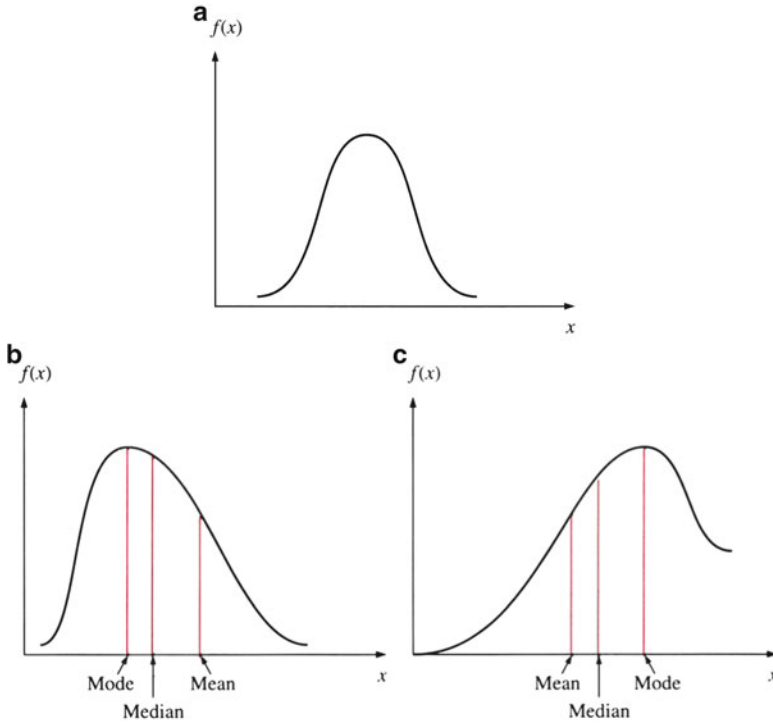 a
f(x)
x
b
f(x)
Mode
Median
Mean
x
c
f(x)
Mean
Median
Mode
x